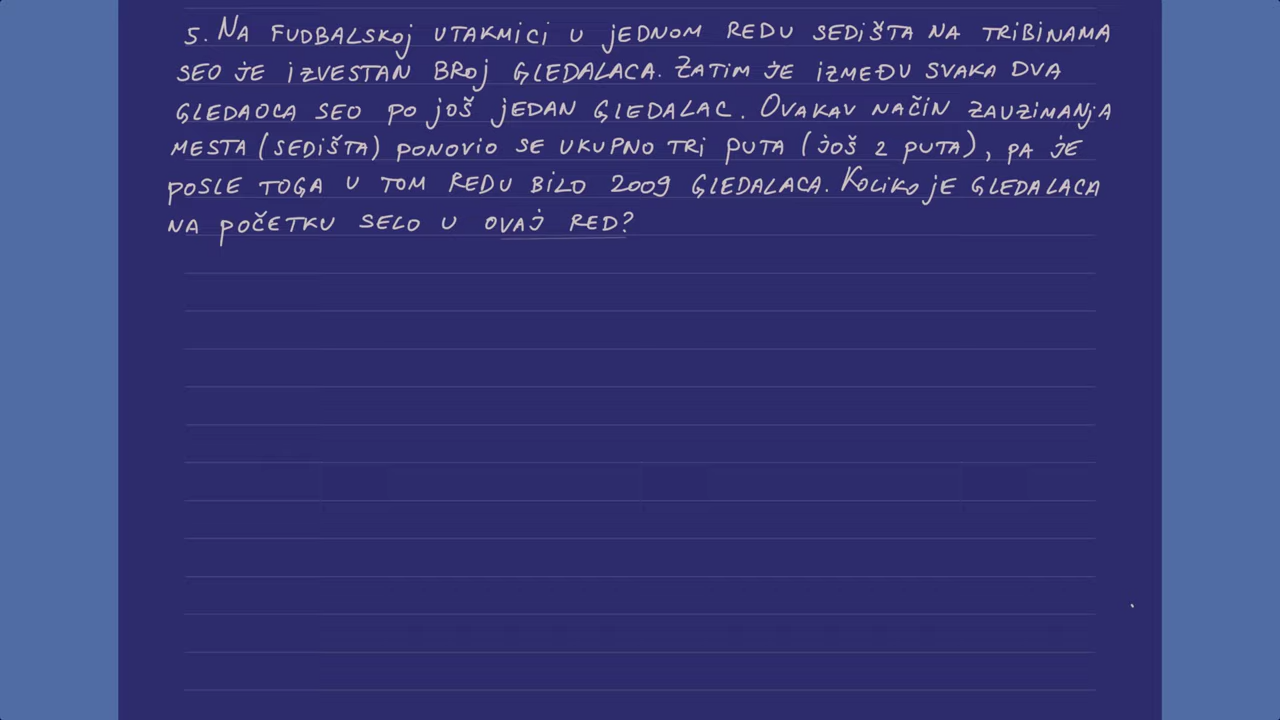 5. NA FUDBALSKOJ UTAKMICI U JEDNOM REDU SEDIŠTA NA TRIBINAMA
SEO JE IZVESTAN BROJ GLEDALACA. ZATIM JE IZMEĐU SVAKA DVA
GLEDAOCA SEO PO JOŠ JEDAN GLEDALAC. OVAKAV NAČIN ZAUZIMANJA
MESTA (SEDIŠTA) PONOVIO SE UKUPNO TRI PUTA (JOŠ 2 PUTA), PA JE
POSLE TOGA U TOM REDU BILO 2009 GLEDALACA. KOLIKO JE GLEDALACA
NA POČETKU SELO U OVAJ RED?